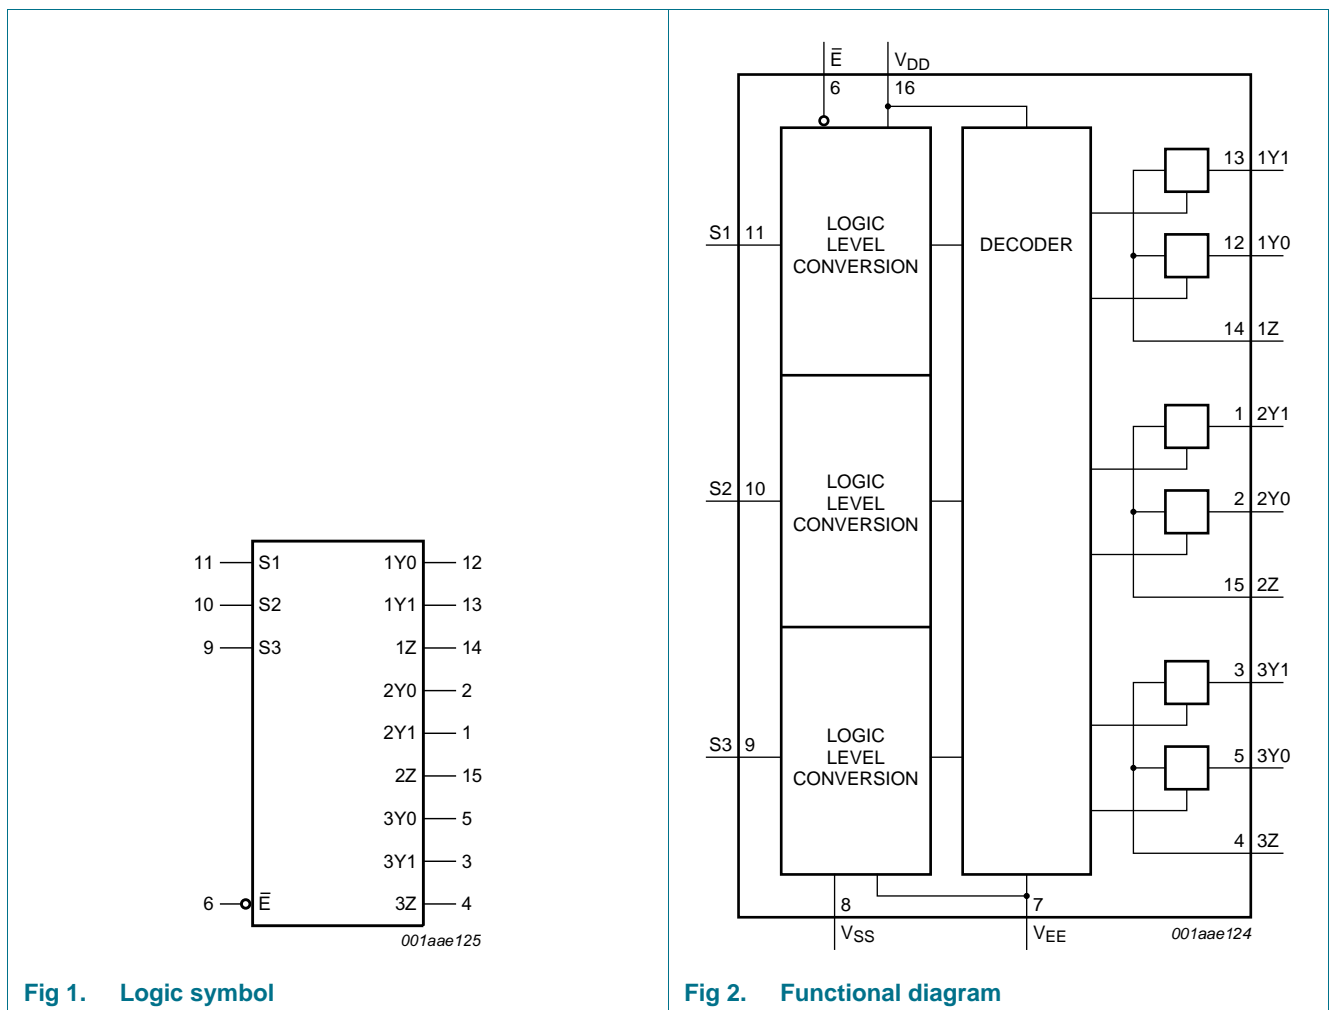 11 S1 1Y0 12
10 S2 1Y1 13
9 S3 1Z 14
2Y0 2
2Y1 1
2Z 15
3Y0 5
3Y1 3
6 E̅ 3Z 4
001aae125
Fig 1. Logic symbol
E̅ VDD
6 16
S1 11
LOGIC
LEVEL
CONVERSION
DECODER
S2 10
LOGIC
LEVEL
CONVERSION
S3 9
LOGIC
LEVEL
CONVERSION
13 1Y1
12 1Y0
14 1Z
1 2Y1
2 2Y0
15 2Z
3 3Y1
5 3Y0
4 3Z
8 7
VSS VEE
001aae124
Fig 2. Functional diagram